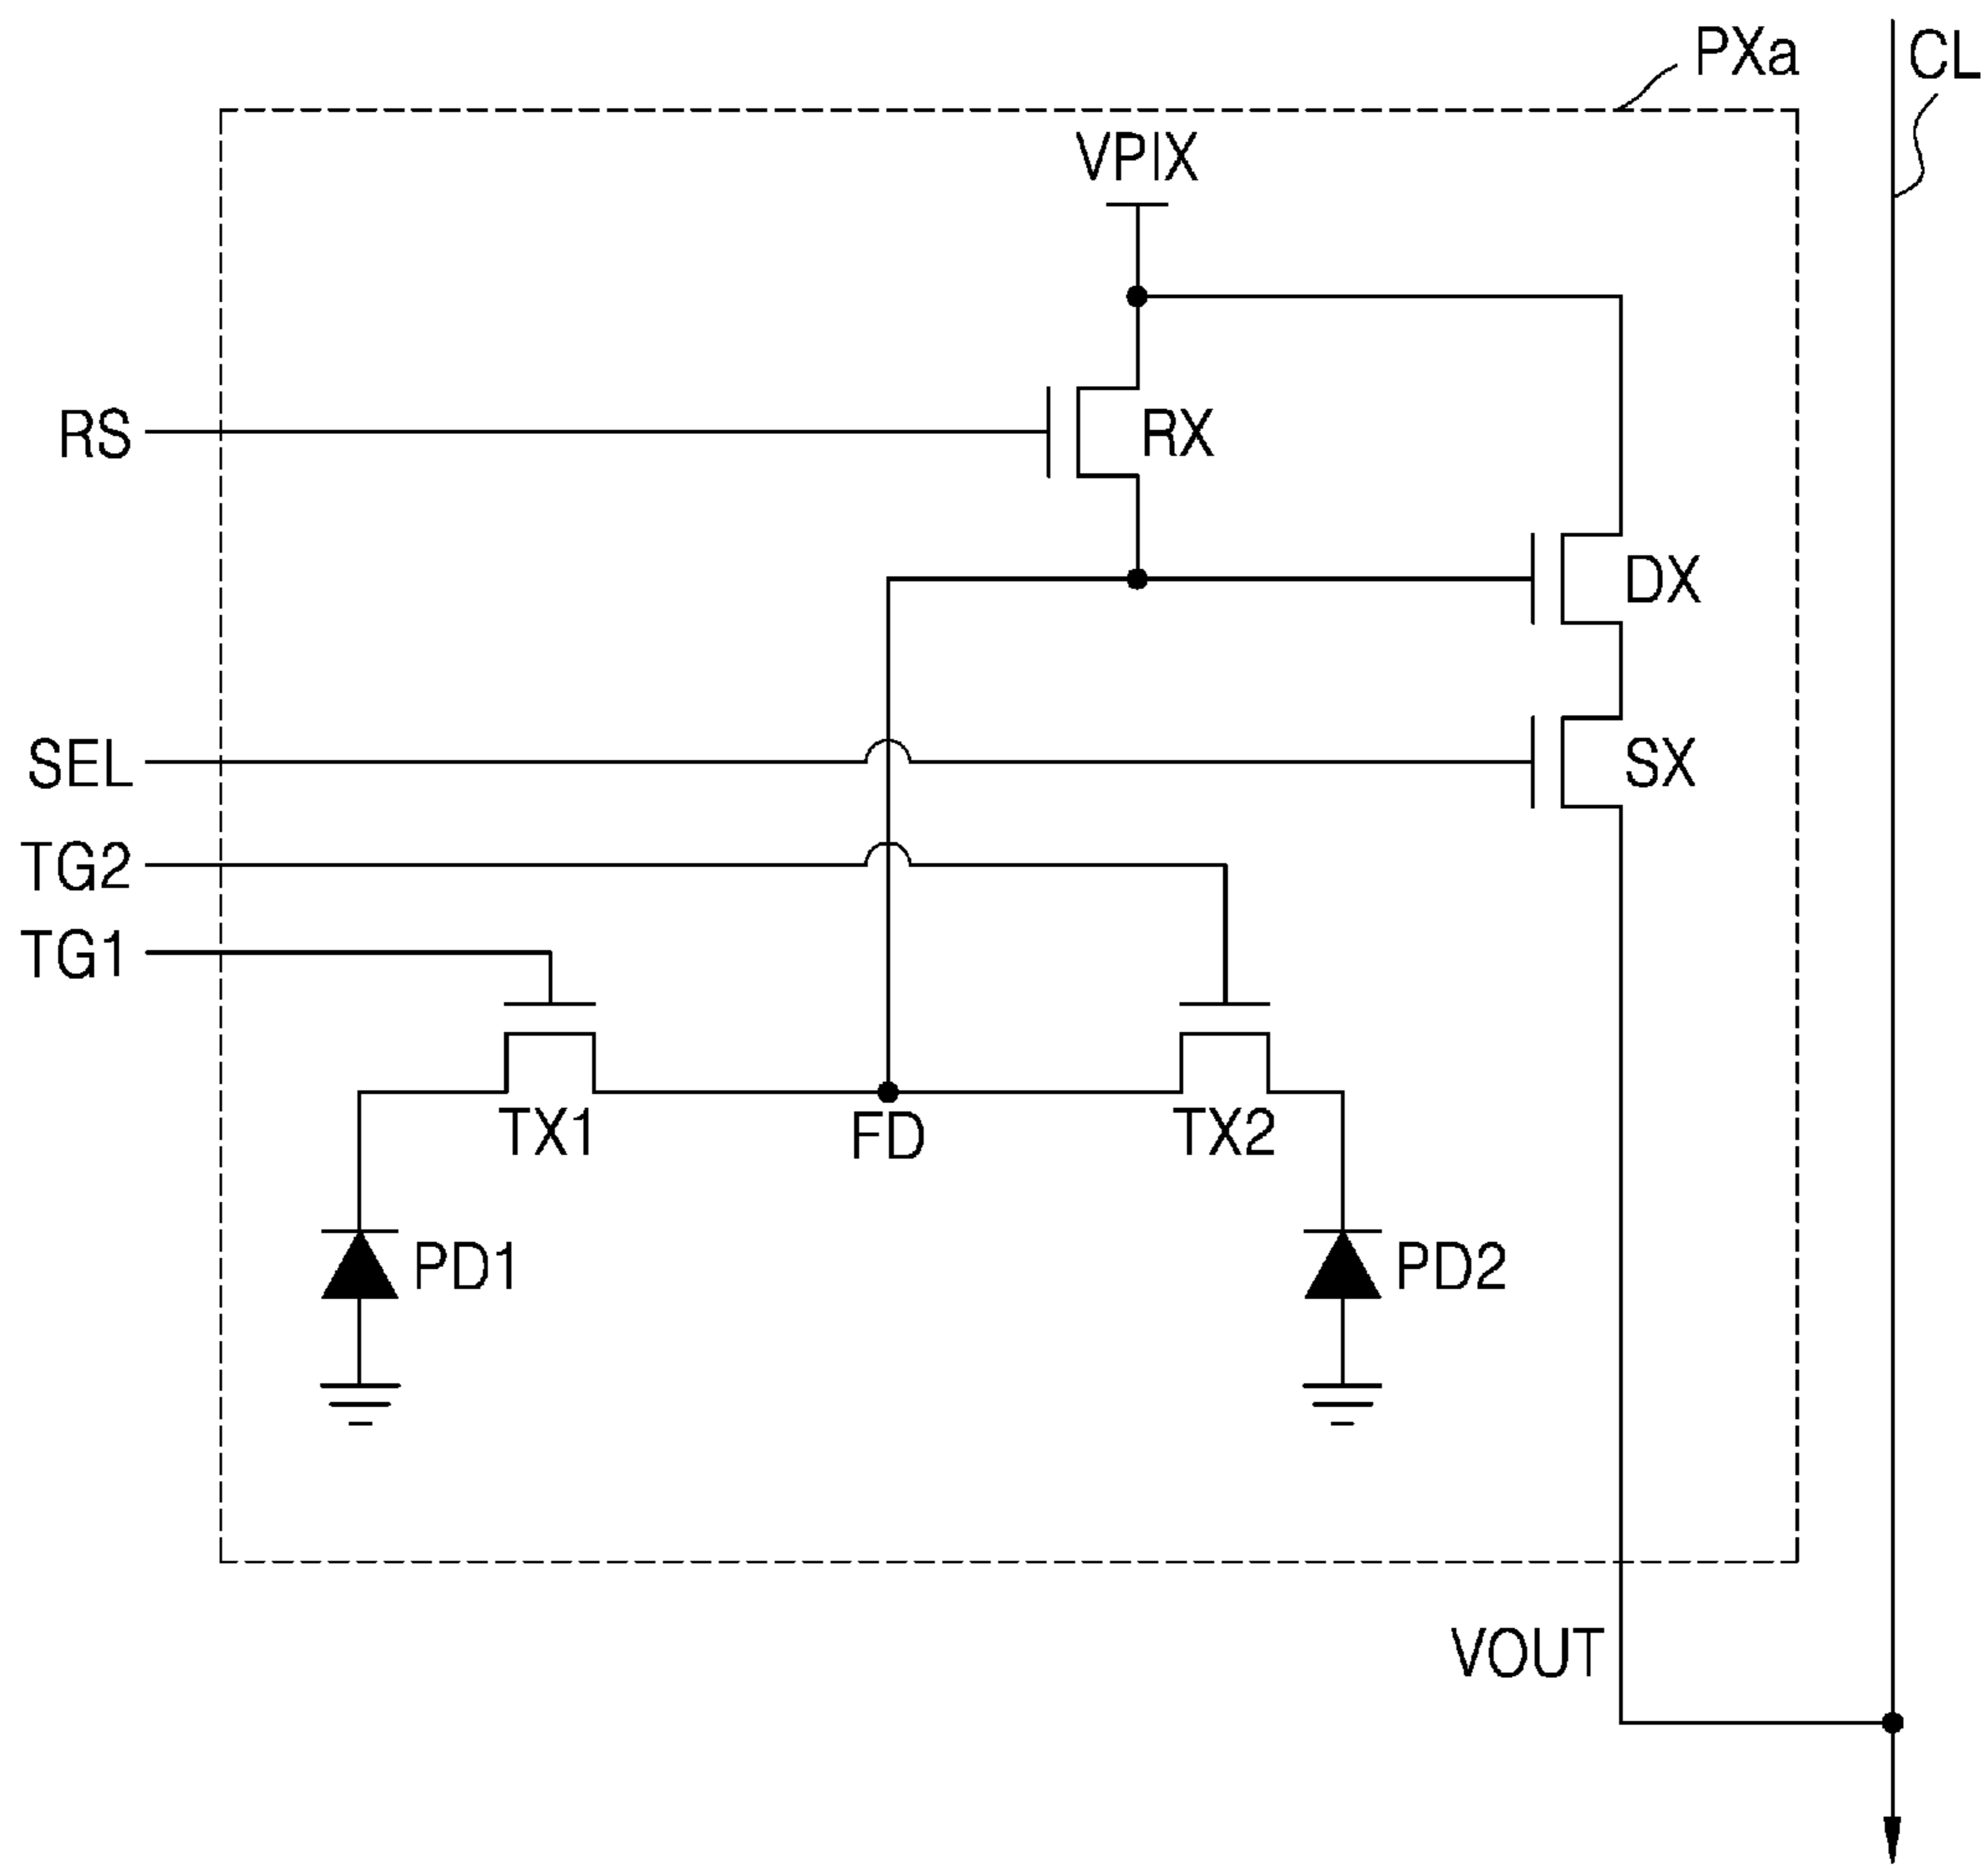 PXa
CL
VPIX
RS
RX
DX
SEL
SX
TG2
TG1
TX1
FD
TX2
PD1
PD2
VOUT